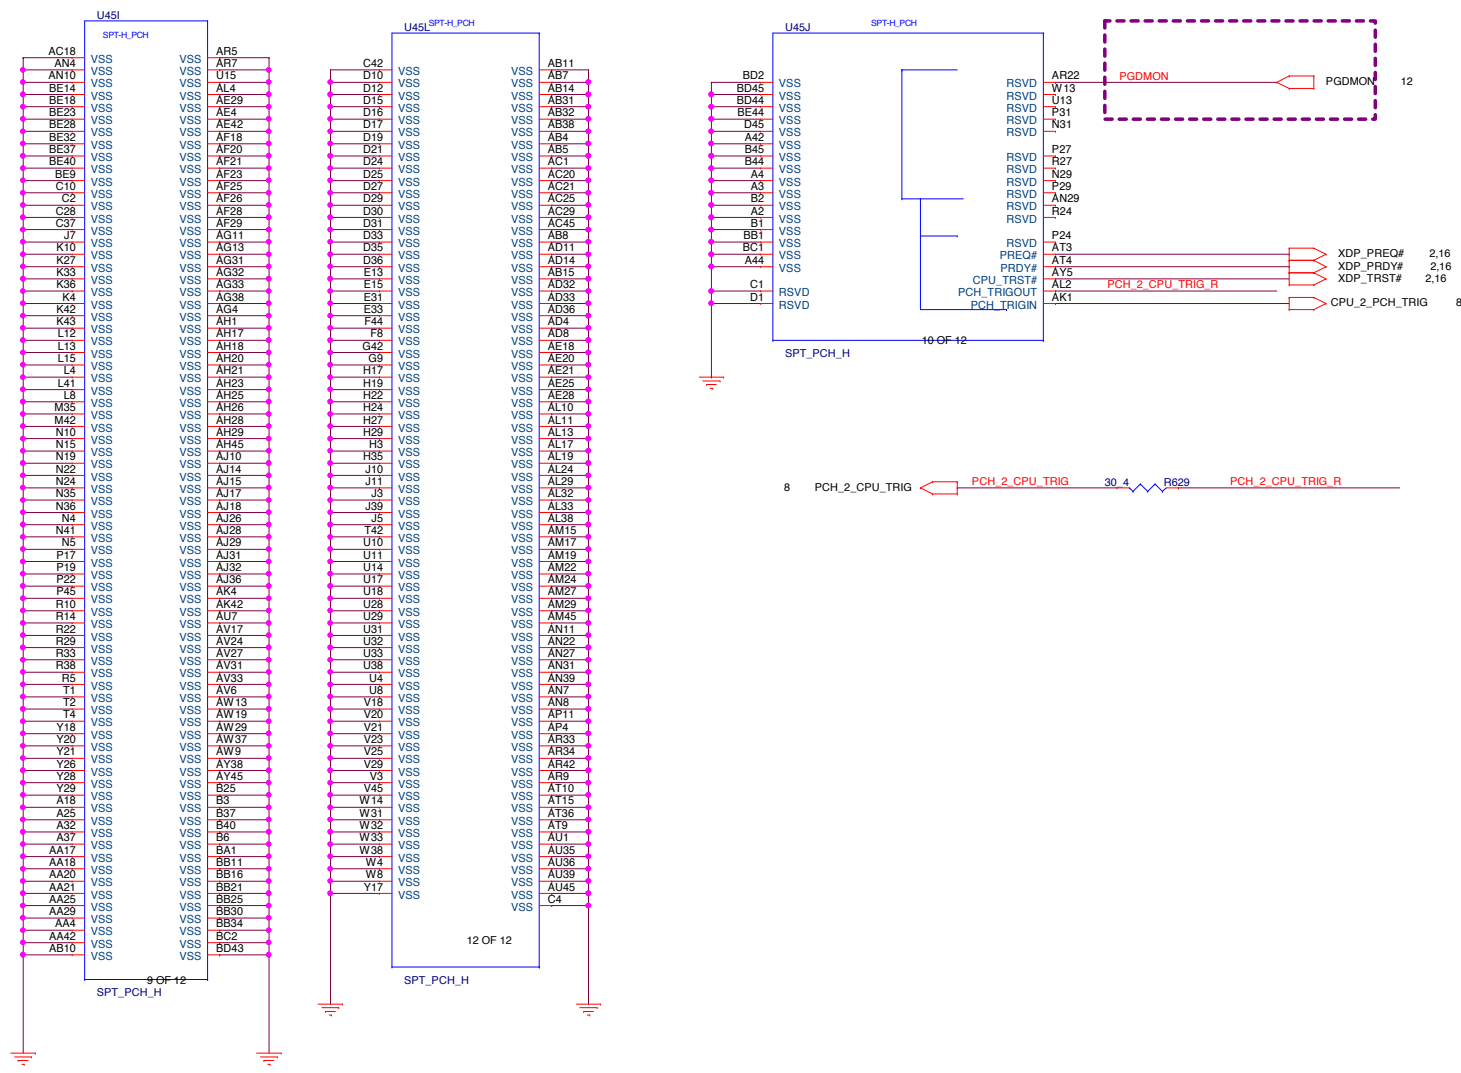 U45I
SPT-H_PCH
AC18 VSS VSS AR5
AN4 VSS VSS AR7
AN10 VSS VSS U15
BE14 VSS VSS AL4
BE18 VSS VSS AE29
BE23 VSS VSS AE4
BE28 VSS VSS AE42
BE32 VSS VSS AF18
BE37 VSS VSS AF20
BE40 VSS VSS AF21
BE9 VSS VSS AF23
C10 VSS VSS AF25
C2 VSS VSS AF26
C28 VSS VSS AF28
C37 VSS VSS AF29
J7 VSS VSS AG11
K10 VSS VSS AG13
K27 VSS VSS AG31
K33 VSS VSS AG32
K36 VSS VSS AG33
K4 VSS VSS AG38
K42 VSS VSS AG4
K43 VSS VSS AH1
L12 VSS VSS AH17
L13 VSS VSS AH18
L15 VSS VSS AH20
L4 VSS VSS AH21
L41 VSS VSS AH23
L8 VSS VSS AH25
M35 VSS VSS AH26
M42 VSS VSS AH28
N10 VSS VSS AH29
N15 VSS VSS AH45
N19 VSS VSS AJ10
N22 VSS VSS AJ14
N24 VSS VSS AJ15
N35 VSS VSS AJ17
N36 VSS VSS AJ18
N4 VSS VSS AJ26
N41 VSS VSS AJ28
N5 VSS VSS AJ29
P17 VSS VSS AJ31
P19 VSS VSS AJ32
P22 VSS VSS AJ36
P45 VSS VSS AK4
R10 VSS VSS AK42
R14 VSS VSS AU7
R22 VSS VSS AV17
R29 VSS VSS AV24
R33 VSS VSS AV27
R38 VSS VSS AV31
R5 VSS VSS AV33
T1 VSS VSS AV6
T2 VSS VSS AW13
T4 VSS VSS AW19
Y18 VSS VSS AW29
Y20 VSS VSS AW37
Y21 VSS VSS AW9
Y26 VSS VSS AY38
Y28 VSS VSS AY45
Y29 VSS VSS B25
A18 VSS VSS B3
A25 VSS VSS B37
A32 VSS VSS B40
A37 VSS VSS B6
AA17 VSS VSS BA1
AA18 VSS VSS BB11
AA20 VSS VSS BB16
AA21 VSS VSS BB21
AA25 VSS VSS BB25
AA29 VSS VSS BB30
AA4 VSS VSS BB34
AA42 VSS VSS BC2
AB10 VSS VSS BD43
9 OF 12
SPT_PCH_H
U45L
SPT-H_PCH
C42 VSS VSS AB11
D10 VSS VSS AB7
D12 VSS VSS AB14
D15 VSS VSS AB31
D16 VSS VSS AB32
D17 VSS VSS AB38
D19 VSS VSS AB4
D21 VSS VSS AB5
D24 VSS VSS AC1
D25 VSS VSS AC20
D27 VSS VSS AC21
D29 VSS VSS AC25
D30 VSS VSS AC29
D31 VSS VSS AC45
D33 VSS VSS AB8
D35 VSS VSS AD11
D36 VSS VSS AD14
E13 VSS VSS AB15
E15 VSS VSS AD32
E31 VSS VSS AD33
E33 VSS VSS AD36
F44 VSS VSS AD4
F8 VSS VSS AD8
G42 VSS VSS AE18
G9 VSS VSS AE20
H17 VSS VSS AE21
H19 VSS VSS AE25
H22 VSS VSS AE28
H24 VSS VSS AL10
H27 VSS VSS AL11
H29 VSS VSS AL13
H3 VSS VSS AL17
H35 VSS VSS AL19
J10 VSS VSS AL24
J11 VSS VSS AL29
J3 VSS VSS AL32
J39 VSS VSS AL33
J5 VSS VSS AL38
T42 VSS VSS AM15
U10 VSS VSS AM17
U11 VSS VSS AM19
U14 VSS VSS AM22
U17 VSS VSS AM24
U18 VSS VSS AM27
U28 VSS VSS AM29
U29 VSS VSS AM45
U31 VSS VSS AN11
U32 VSS VSS AN22
U33 VSS VSS AN27
U38 VSS VSS AN31
U4 VSS VSS AN39
U8 VSS VSS AN7
V18 VSS VSS AN8
V20 VSS VSS AP11
V21 VSS VSS AP4
V23 VSS VSS AR33
V25 VSS VSS AR34
V29 VSS VSS AR42
V3 VSS VSS AR9
V45 VSS VSS AT10
W14 VSS VSS AT15
W31 VSS VSS AT36
W32 VSS VSS AT9
W33 VSS VSS AU1
W38 VSS VSS AU35
W4 VSS VSS AU36
W8 VSS VSS AU39
Y17 VSS VSS AU45
VSS C4
12 OF 12
SPT_PCH_H
U45J
SPT-H_PCH
BD2 VSS RSVD AR22 PGDMON PGDMON 12
BD45 VSS RSVD W13
BD44 VSS RSVD U13
BE44 VSS RSVD P31
D45 VSS RSVD N31
A42 VSS
B45 VSS RSVD P27
B44 VSS RSVD R27
A4 VSS RSVD N29
A3 VSS RSVD P29
B2 VSS RSVD AN29
A2 VSS RSVD R24
B1 VSS
BB1 VSS RSVD P24
BC1 VSS PREQ# AT3 XDP_PREQ# 2,16
A44 VSS PRDY# AT4 XDP_PRDY# 2,16
CPU_TRST# AY5 XDP_TRST# 2,16
C1 RSVD PCH_TRIGOUT AL2 PCH_2_CPU_TRIG_R
D1 RSVD PCH_TRIGIN AK1 CPU_2_PCH_TRIG 8
10 OF 12
SPT_PCH_H
8 PCH_2_CPU_TRIG PCH_2_CPU_TRIG 30_4 R629 PCH_2_CPU_TRIG_R